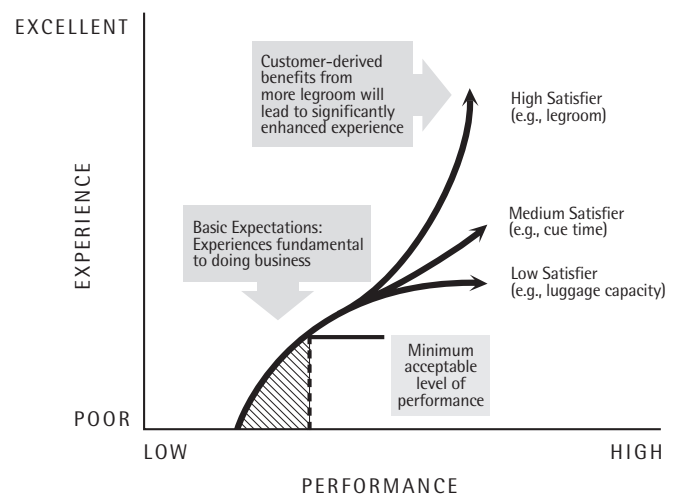 EXCELLENT
Customer-derived
benefits from
more legroom will
lead to significantly
enhanced experience
High Satisfier
(e.g., legroom)
EXPERIENCE
Basic Expectations:
Experiences fundamental
to doing business
Medium Satisfier
(e.g., cue time)
Low Satisfier
(e.g., luggage capacity)
Minimum
acceptable
level of
performance
POOR
LOW
HIGH
PERFORMANCE